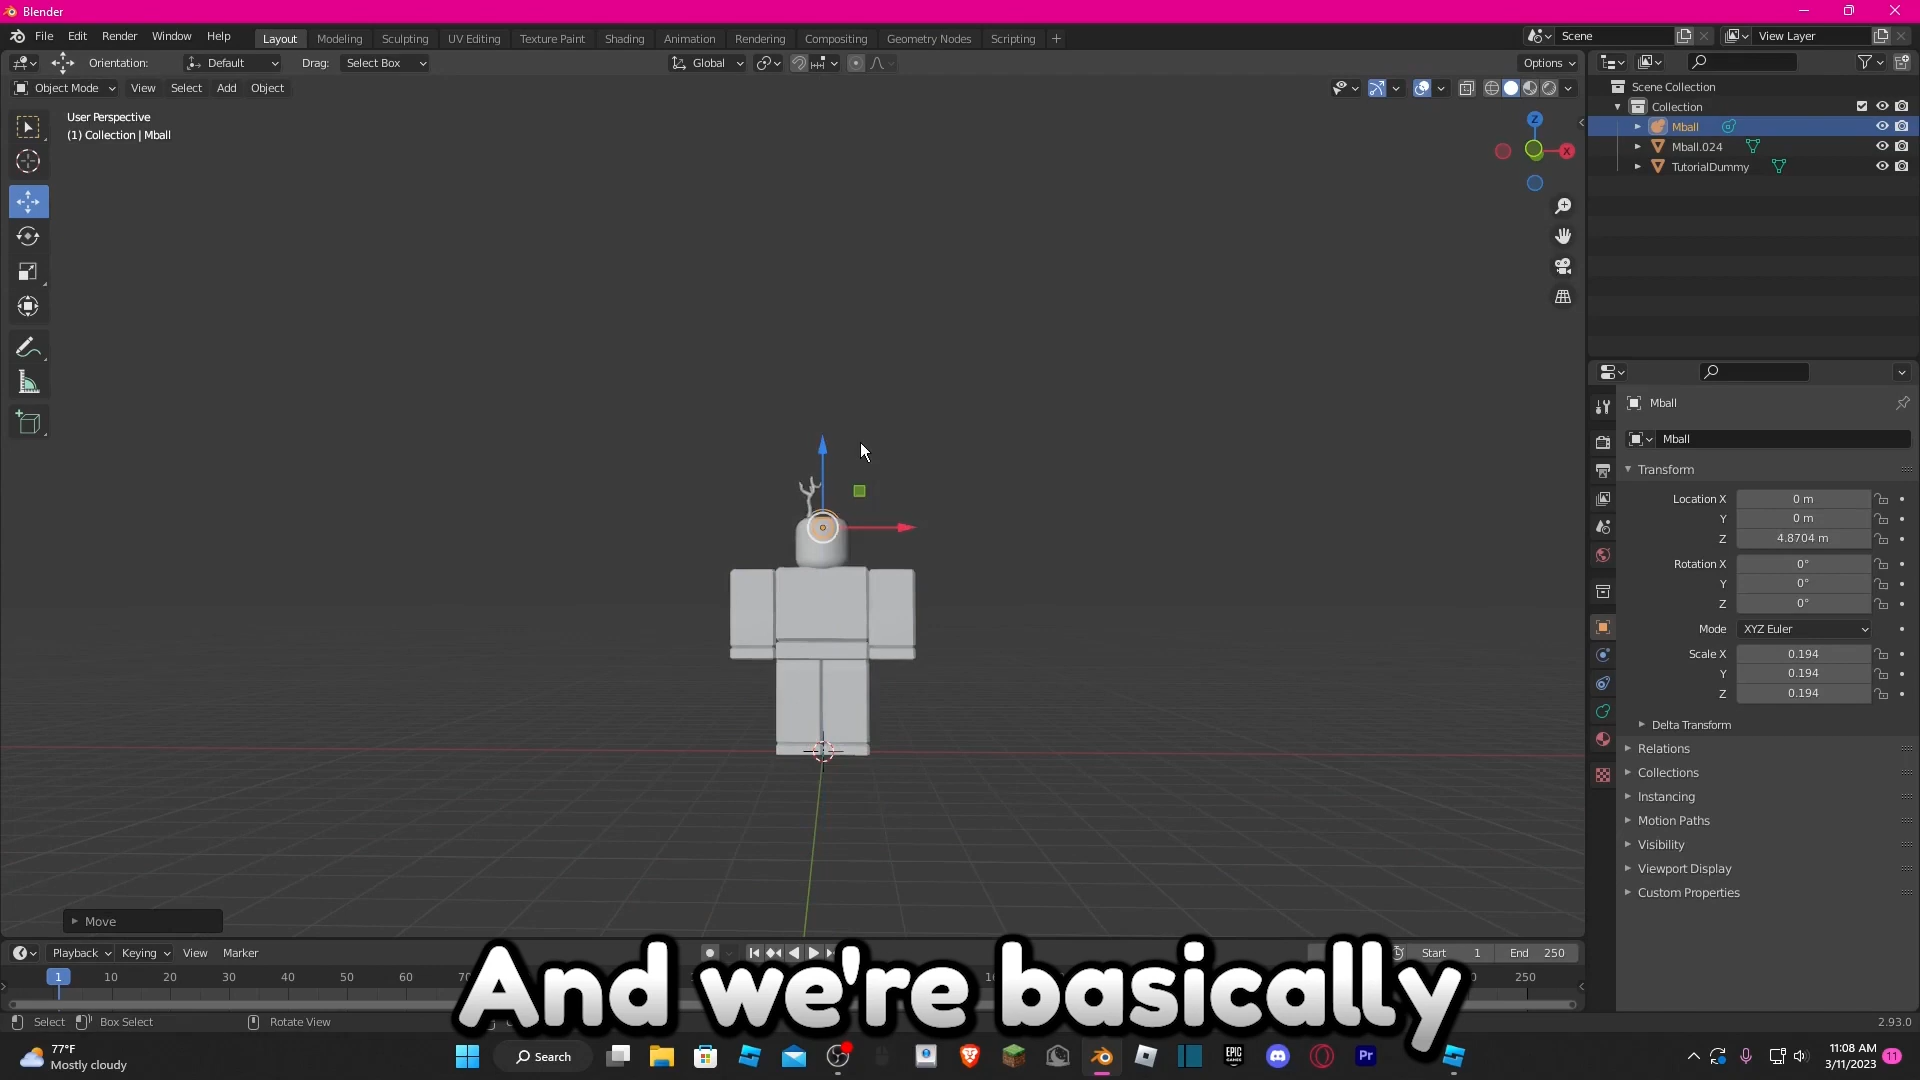 Blender
File Edit Render Window Help Layout Modeling Sculpting UV Editing Texture Paint Shading Animation Rendering Compositing Geometry Nodes Scripting + Scene View Layer
Orientation: Default Drag: Select Box Global Options
Object Mode View Select Add Object
User Perspective
(1) Collection | Mball
Z
X
Scene Collection
Collection
Mball
Mball.024
TutorialDummy
Mball
Mball
Transform
Location X 0 m
Y 0 m
Z 4.8704 m
Rotation X 0°
Y 0°
Z 0°
Mode XYZ Euler
Scale X 0.194
Y 0.194
Z 0.194
Delta Transform
Relations
Collections
Instancing
Motion Paths
Visibility
Viewport Display
Custom Properties
Move
Playback Keying View Marker Start 1 End 250
1 10 20 30 40 50 60 250
And we're basically
Select Box Select Rotate View
2.93.0
77°F
Mostly cloudy
Search
EPIC GAMES
Pr
11:08 AM
3/11/2023
11